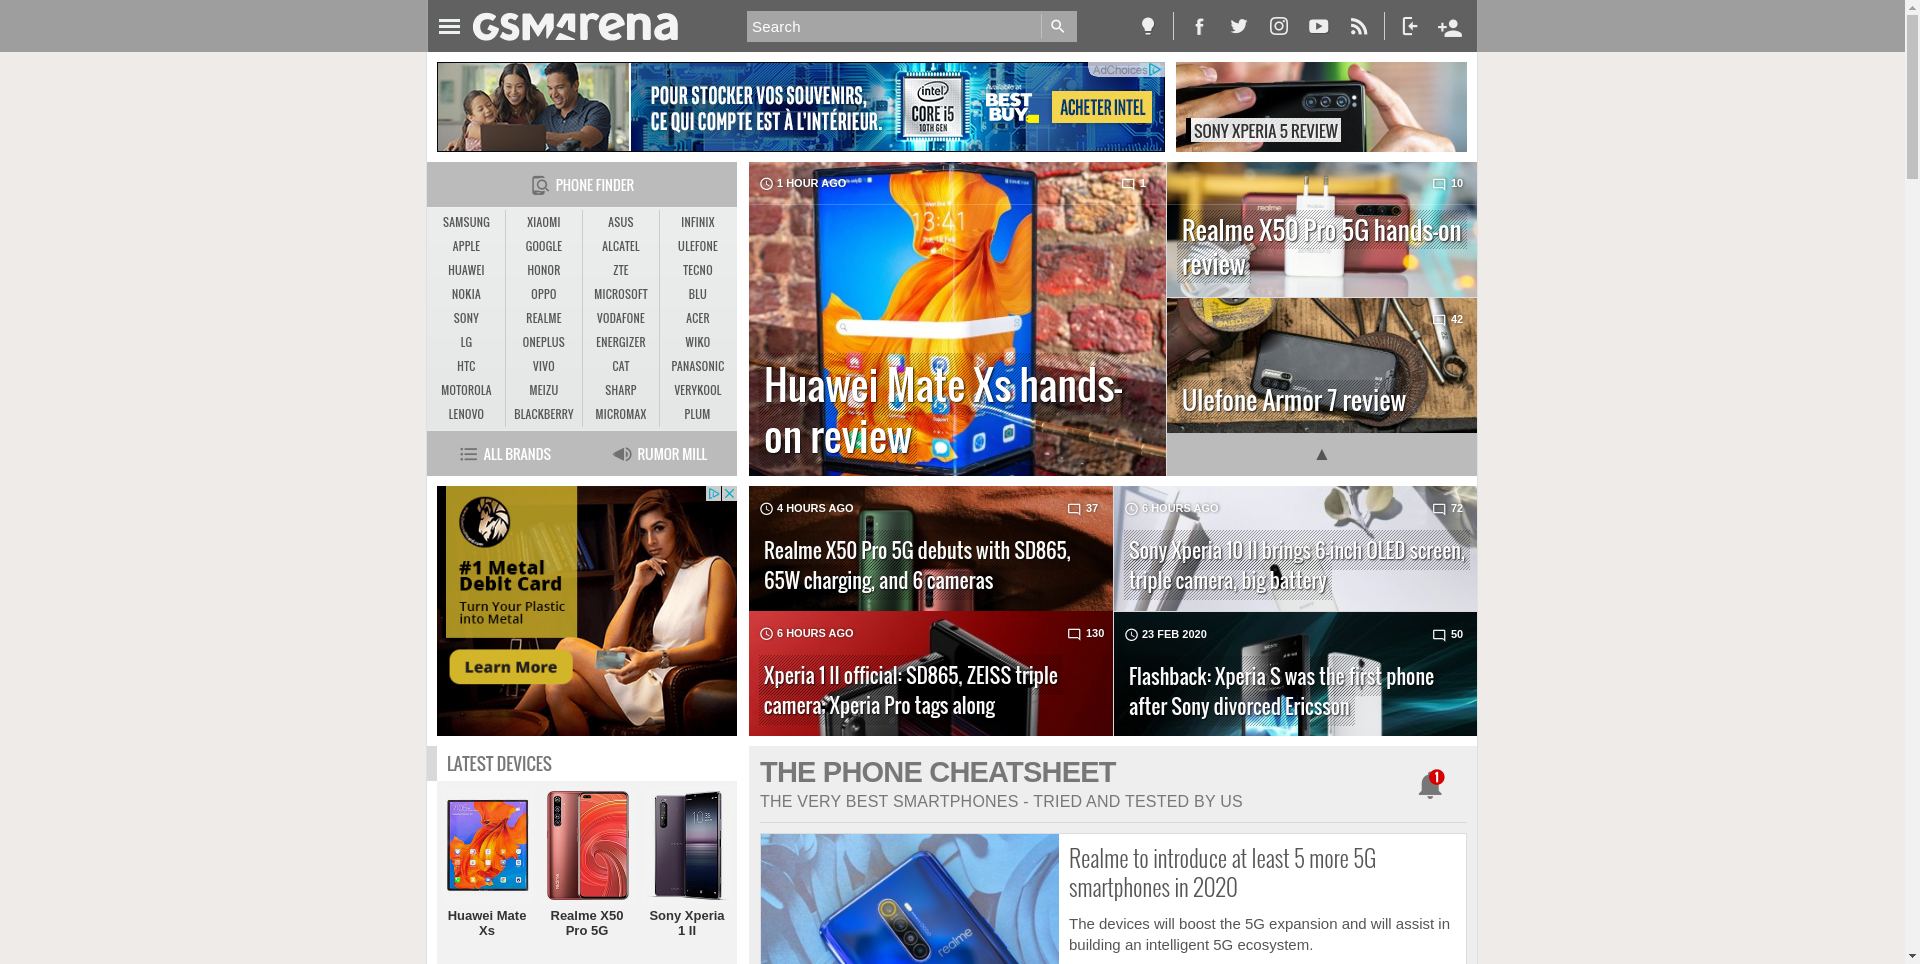 GSMArena
Search
AdChoices
POUR STOCKER VOS SOUVENIRS,
CE QUI COMPTE EST À L'INTÉRIEUR.
intel
CORE i5
10TH GEN
Available at
BEST
BUY
ACHETER INTEL
SONY XPERIA 5 REVIEW
PHONE FINDER
SAMSUNG XIAOMI ASUS INFINIX
APPLE GOOGLE ALCATEL ULEFONE
HUAWEI HONOR ZTE TECNO
NOKIA OPPO MICROSOFT BLU
SONY REALME VODAFONE ACER
LG ONEPLUS ENERGIZER WIKO
HTC VIVO CAT PANASONIC
MOTOROLA MEIZU SHARP VERYKOOL
LENOVO BLACKBERRY MICROMAX PLUM
ALL BRANDS RUMOR MILL
1 HOUR AGO 1
13:41
Huawei Mate Xs hands-
on review
10
Realme X50 Pro 5G hands-on
review
42
Ulefone Armor 7 review
#1 Metal
Debit Card
Turn Your Plastic
into Metal
Learn More
4 HOURS AGO 37
Realme X50 Pro 5G debuts with SD865,
65W charging, and 6 cameras
6 HOURS AGO 72
Sony Xperia 10 II brings 6-inch OLED screen,
triple camera, big battery
6 HOURS AGO 130
Xperia 1 II official: SD865, ZEISS triple
camera, Xperia Pro tags along
23 FEB 2020 50
Flashback: Xperia S was the first phone
after Sony divorced Ericsson
LATEST DEVICES
Huawei Mate
Xs
Realme X50
Pro 5G
Sony Xperia
1 II
THE PHONE CHEATSHEET
THE VERY BEST SMARTPHONES - TRIED AND TESTED BY US
1
realme
Realme to introduce at least 5 more 5G
smartphones in 2020
The devices will boost the 5G expansion and will assist in
building an intelligent 5G ecosystem.